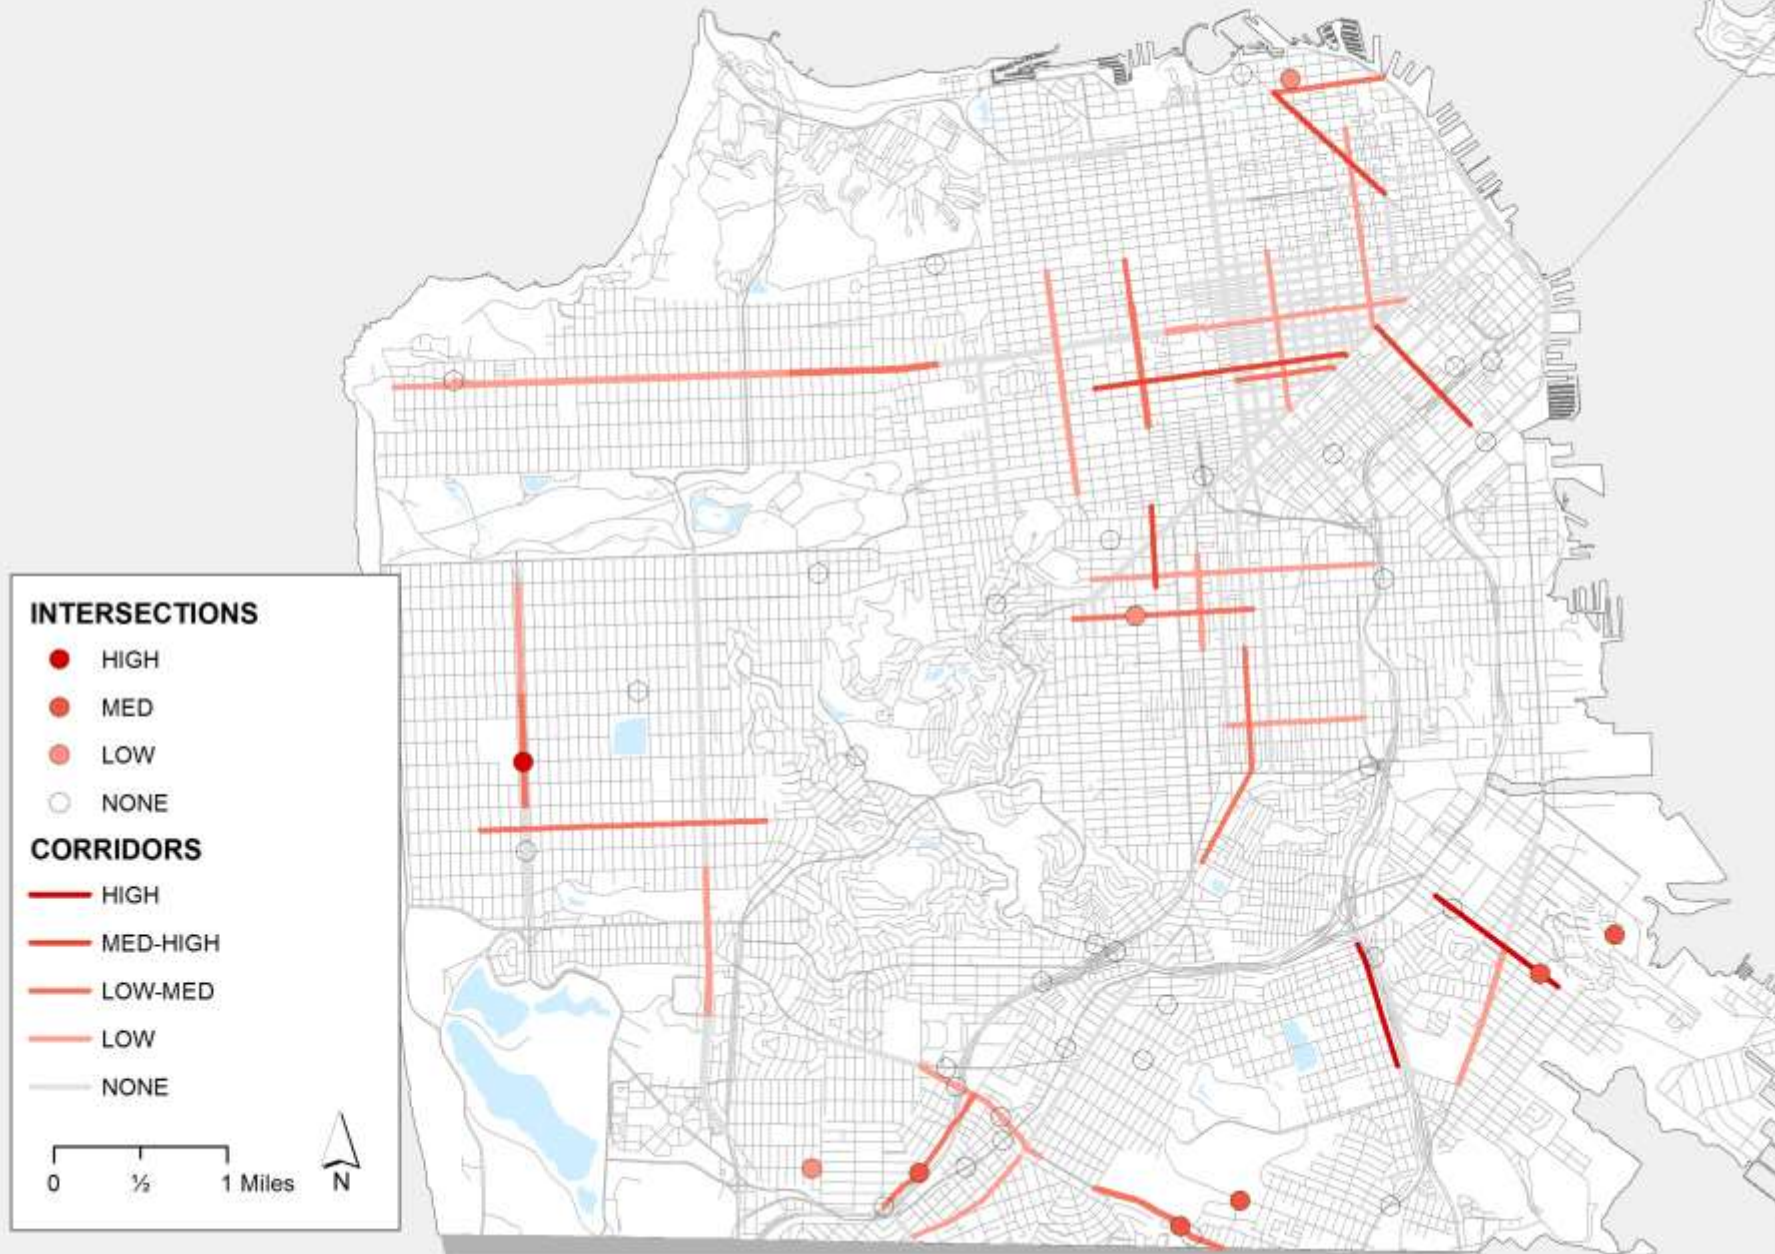 INTERSECTIONS
HIGH
MED
LOW
NONE
CORRIDORS
HIGH
MED-HIGH
LOW-MED
LOW
NONE
0 ½ 1 Miles
N